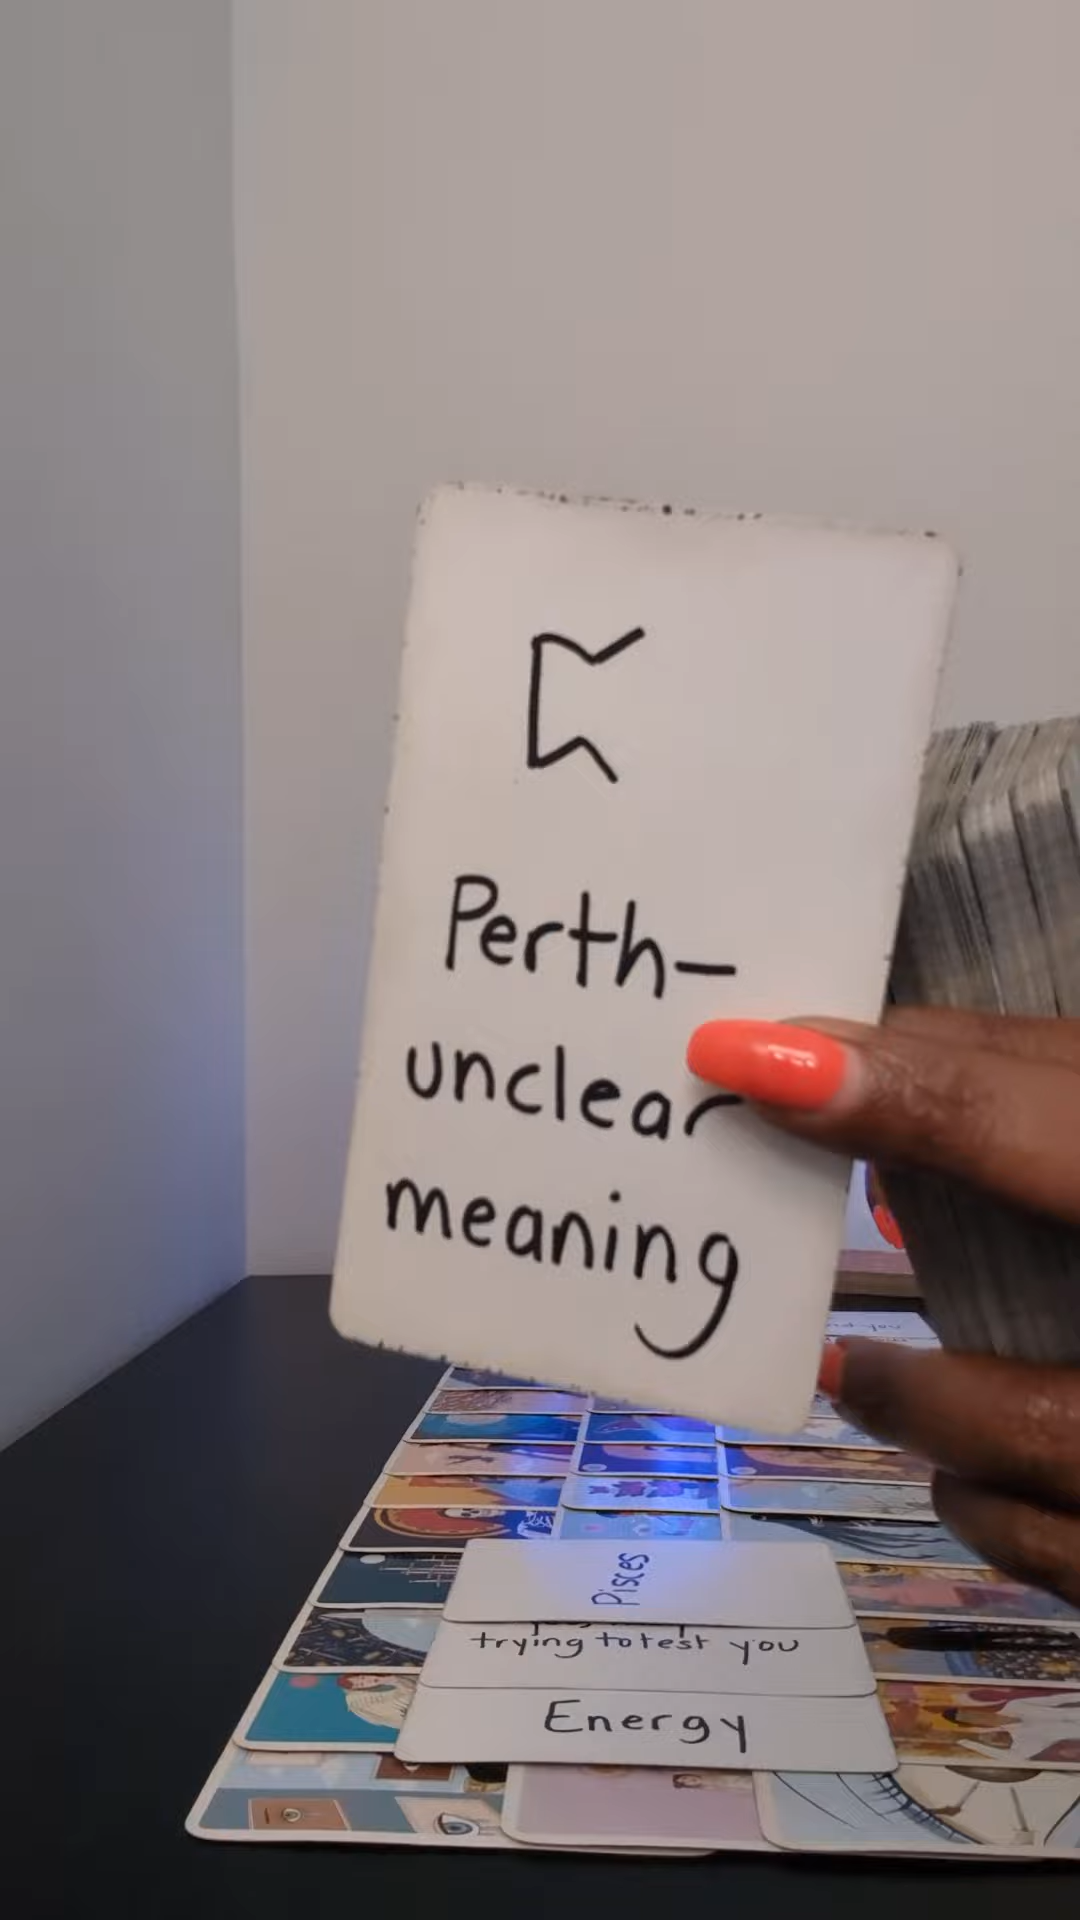 ᛈ
Perth-
unclear
meaning
Pisces
trying to test you
Energy